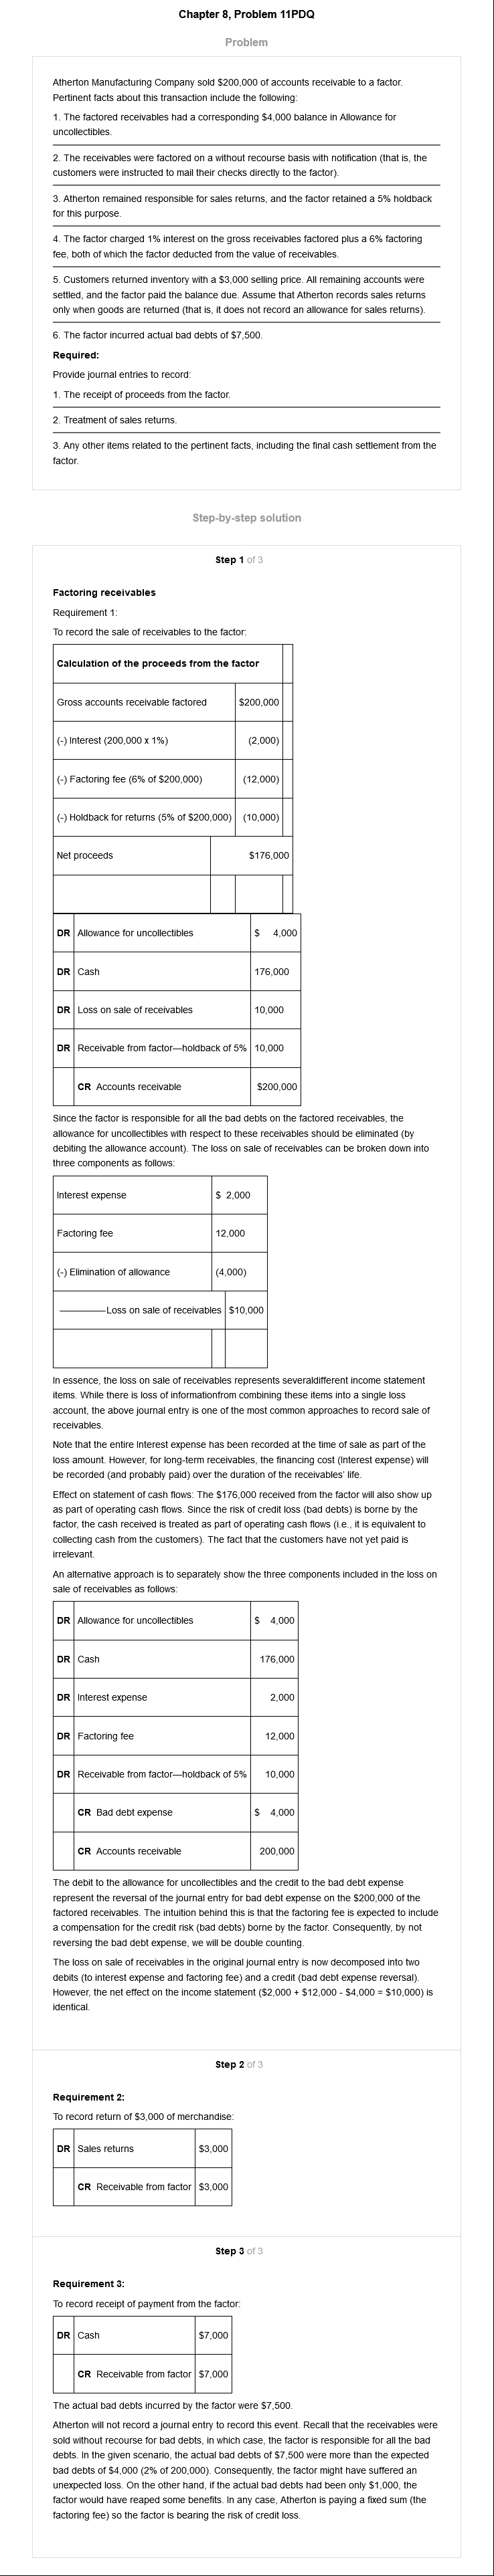 Chapter 8, Problem 11PDQ
Problem
Atherton Manufacturing Company sold $200,000 of accounts receivable to a factor.
Pertinent facts about this transaction include the following:
1. The factored receivables had a corresponding $4,000 balance in Allowance for
uncollectibles.
2. The receivables were factored on a without recourse basis with notification (that is, the
customers were instructed to mail their checks directly to the factor).
3. Atherton remained responsible for sales returns, and the factor retained a 5% holdback
for this purpose.
4. The factor charged 1% interest on the gross receivables factored plus a 6% factoring
fee, both of which the factor deducted from the value of receivables.
5. Customers returned inventory with a $3,000 selling price. All remaining accounts were
settled, and the factor paid the balance due. Assume that Atherton records sales returns
only when goods are returned (that is, it does not record an allowance for sales returns).
6. The factor incurred actual bad debts of $7,500.
Required:
Provide journal entries to record:
1. The receipt of proceeds from the factor.
2. Treatment of sales returns.
3. Any other items related to the pertinent facts, including the final cash settlement from the
factor.
Step-by-step solution
Step 1 of 3
Factoring receivables
Requirement 1:
To record the sale of receivables to the factor:
Calculation of the proceeds from the factor
Gross accounts receivable factored $200,000
(-) Interest (200,000 x 1%) (2,000)
(-) Factoring fee (6% of $200,000) (12,000)
(-) Holdback for returns (5% of $200,000) (10,000)
Net proceeds $176,000
DR Allowance for uncollectibles $ 4,000
DR Cash 176,000
DR Loss on sale of receivables 10,000
DR Receivable from factor—holdback of 5% 10,000
CR Accounts receivable $200,000
Since the factor is responsible for all the bad debts on the factored receivables, the
allowance for uncollectibles with respect to these receivables should be eliminated (by
debiting the allowance account). The loss on sale of receivables can be broken down into
three components as follows:
Interest expense $ 2,000
Factoring fee 12,000
(-) Elimination of allowance (4,000)
————–Loss on sale of receivables $10,000
In essence, the loss on sale of receivables represents severaldifferent income statement
items. While there is loss of informationfrom combining these items into a single loss
account, the above journal entry is one of the most common approaches to record sale of
receivables.
Note that the entire Interest expense has been recorded at the time of sale as part of the
loss amount. However, for long-term receivables, the financing cost (Interest expense) will
be recorded (and probably paid) over the duration of the receivables' life.
Effect on statement of cash flows: The $176,000 received from the factor will also show up
as part of operating cash flows. Since the risk of credit loss (bad debts) is borne by the
factor, the cash received is treated as part of operating cash flows (i.e., it is equivalent to
collecting cash from the customers). The fact that the customers have not yet paid is
irrelevant.
An alternative approach is to separately show the three components included in the loss on
sale of receivables as follows:
DR Allowance for uncollectibles $ 4,000
DR Cash 176,000
DR Interest expense 2,000
DR Factoring fee 12,000
DR Receivable from factor—holdback of 5% 10,000
CR Bad debt expense $ 4,000
CR Accounts receivable 200,000
The debit to the allowance for uncollectibles and the credit to the bad debt expense
represent the reversal of the journal entry for bad debt expense on the $200,000 of the
factored receivables. The intuition behind this is that the factoring fee is expected to include
a compensation for the credit risk (bad debts) borne by the factor. Consequently, by not
reversing the bad debt expense, we will be double counting.
The loss on sale of receivables in the original journal entry is now decomposed into two
debits (to interest expense and factoring fee) and a credit (bad debt expense reversal).
However, the net effect on the income statement ($2,000 + $12,000 - $4,000 = $10,000) is
identical.
Step 2 of 3
Requirement 2:
To record return of $3,000 of merchandise:
DR Sales returns $3,000
CR Receivable from factor $3,000
Step 3 of 3
Requirement 3:
To record receipt of payment from the factor:
DR Cash $7,000
CR Receivable from factor $7,000
The actual bad debts incurred by the factor were $7,500.
Atherton will not record a journal entry to record this event. Recall that the receivables were
sold without recourse for bad debts, in which case, the factor is responsible for all the bad
debts. In the given scenario, the actual bad debts of $7,500 were more than the expected
bad debts of $4,000 (2% of 200,000). Consequently, the factor might have suffered an
unexpected loss. On the other hand, if the actual bad debts had been only $1,000, the
factor would have reaped some benefits. In any case, Atherton is paying a fixed sum (the
factoring fee) so the factor is bearing the risk of credit loss.